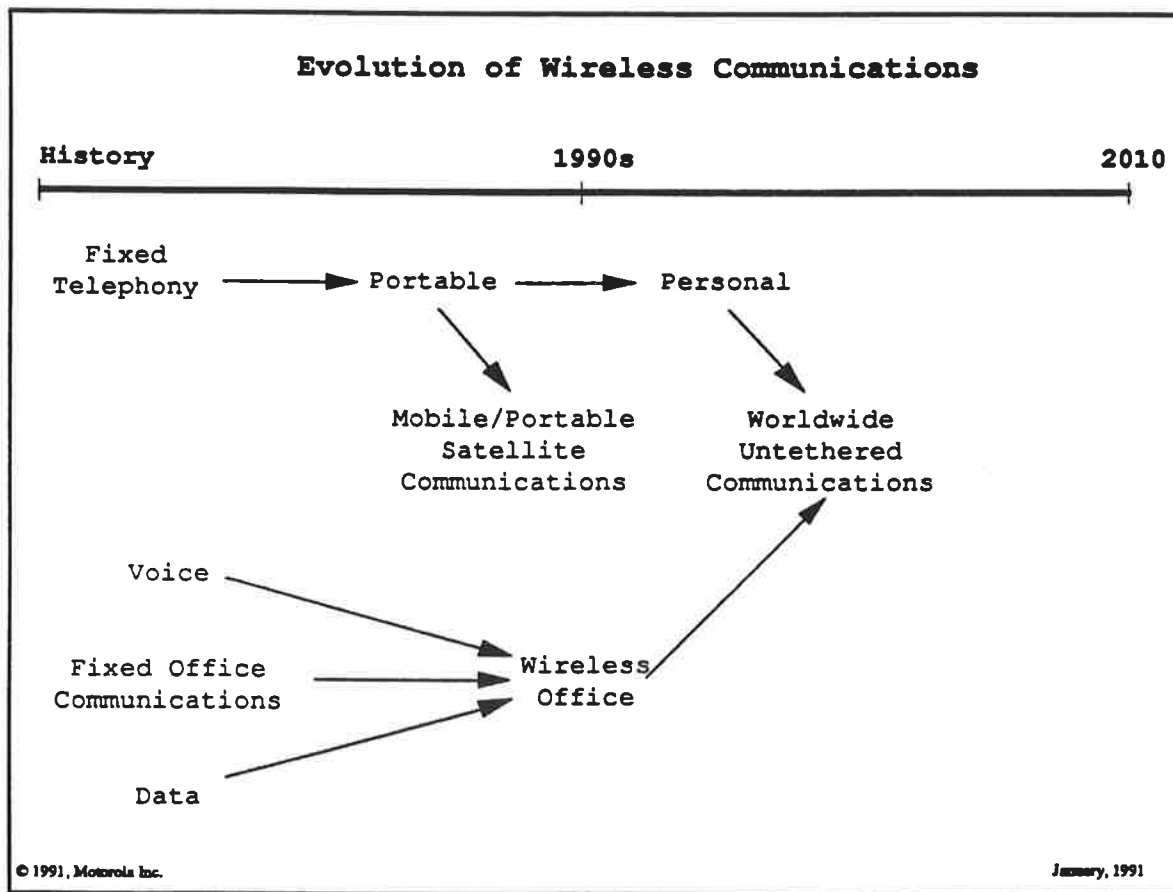 Evolution of Wireless Communications
History 1990s 2010
Fixed
Telephony
Portable
Personal
Mobile/Portable
Satellite
Communications
Worldwide
Untethered
Communications
Voice
Fixed Office
Communications
Wireless
Office
Data
© 1991, Motorola Inc.
January, 1991